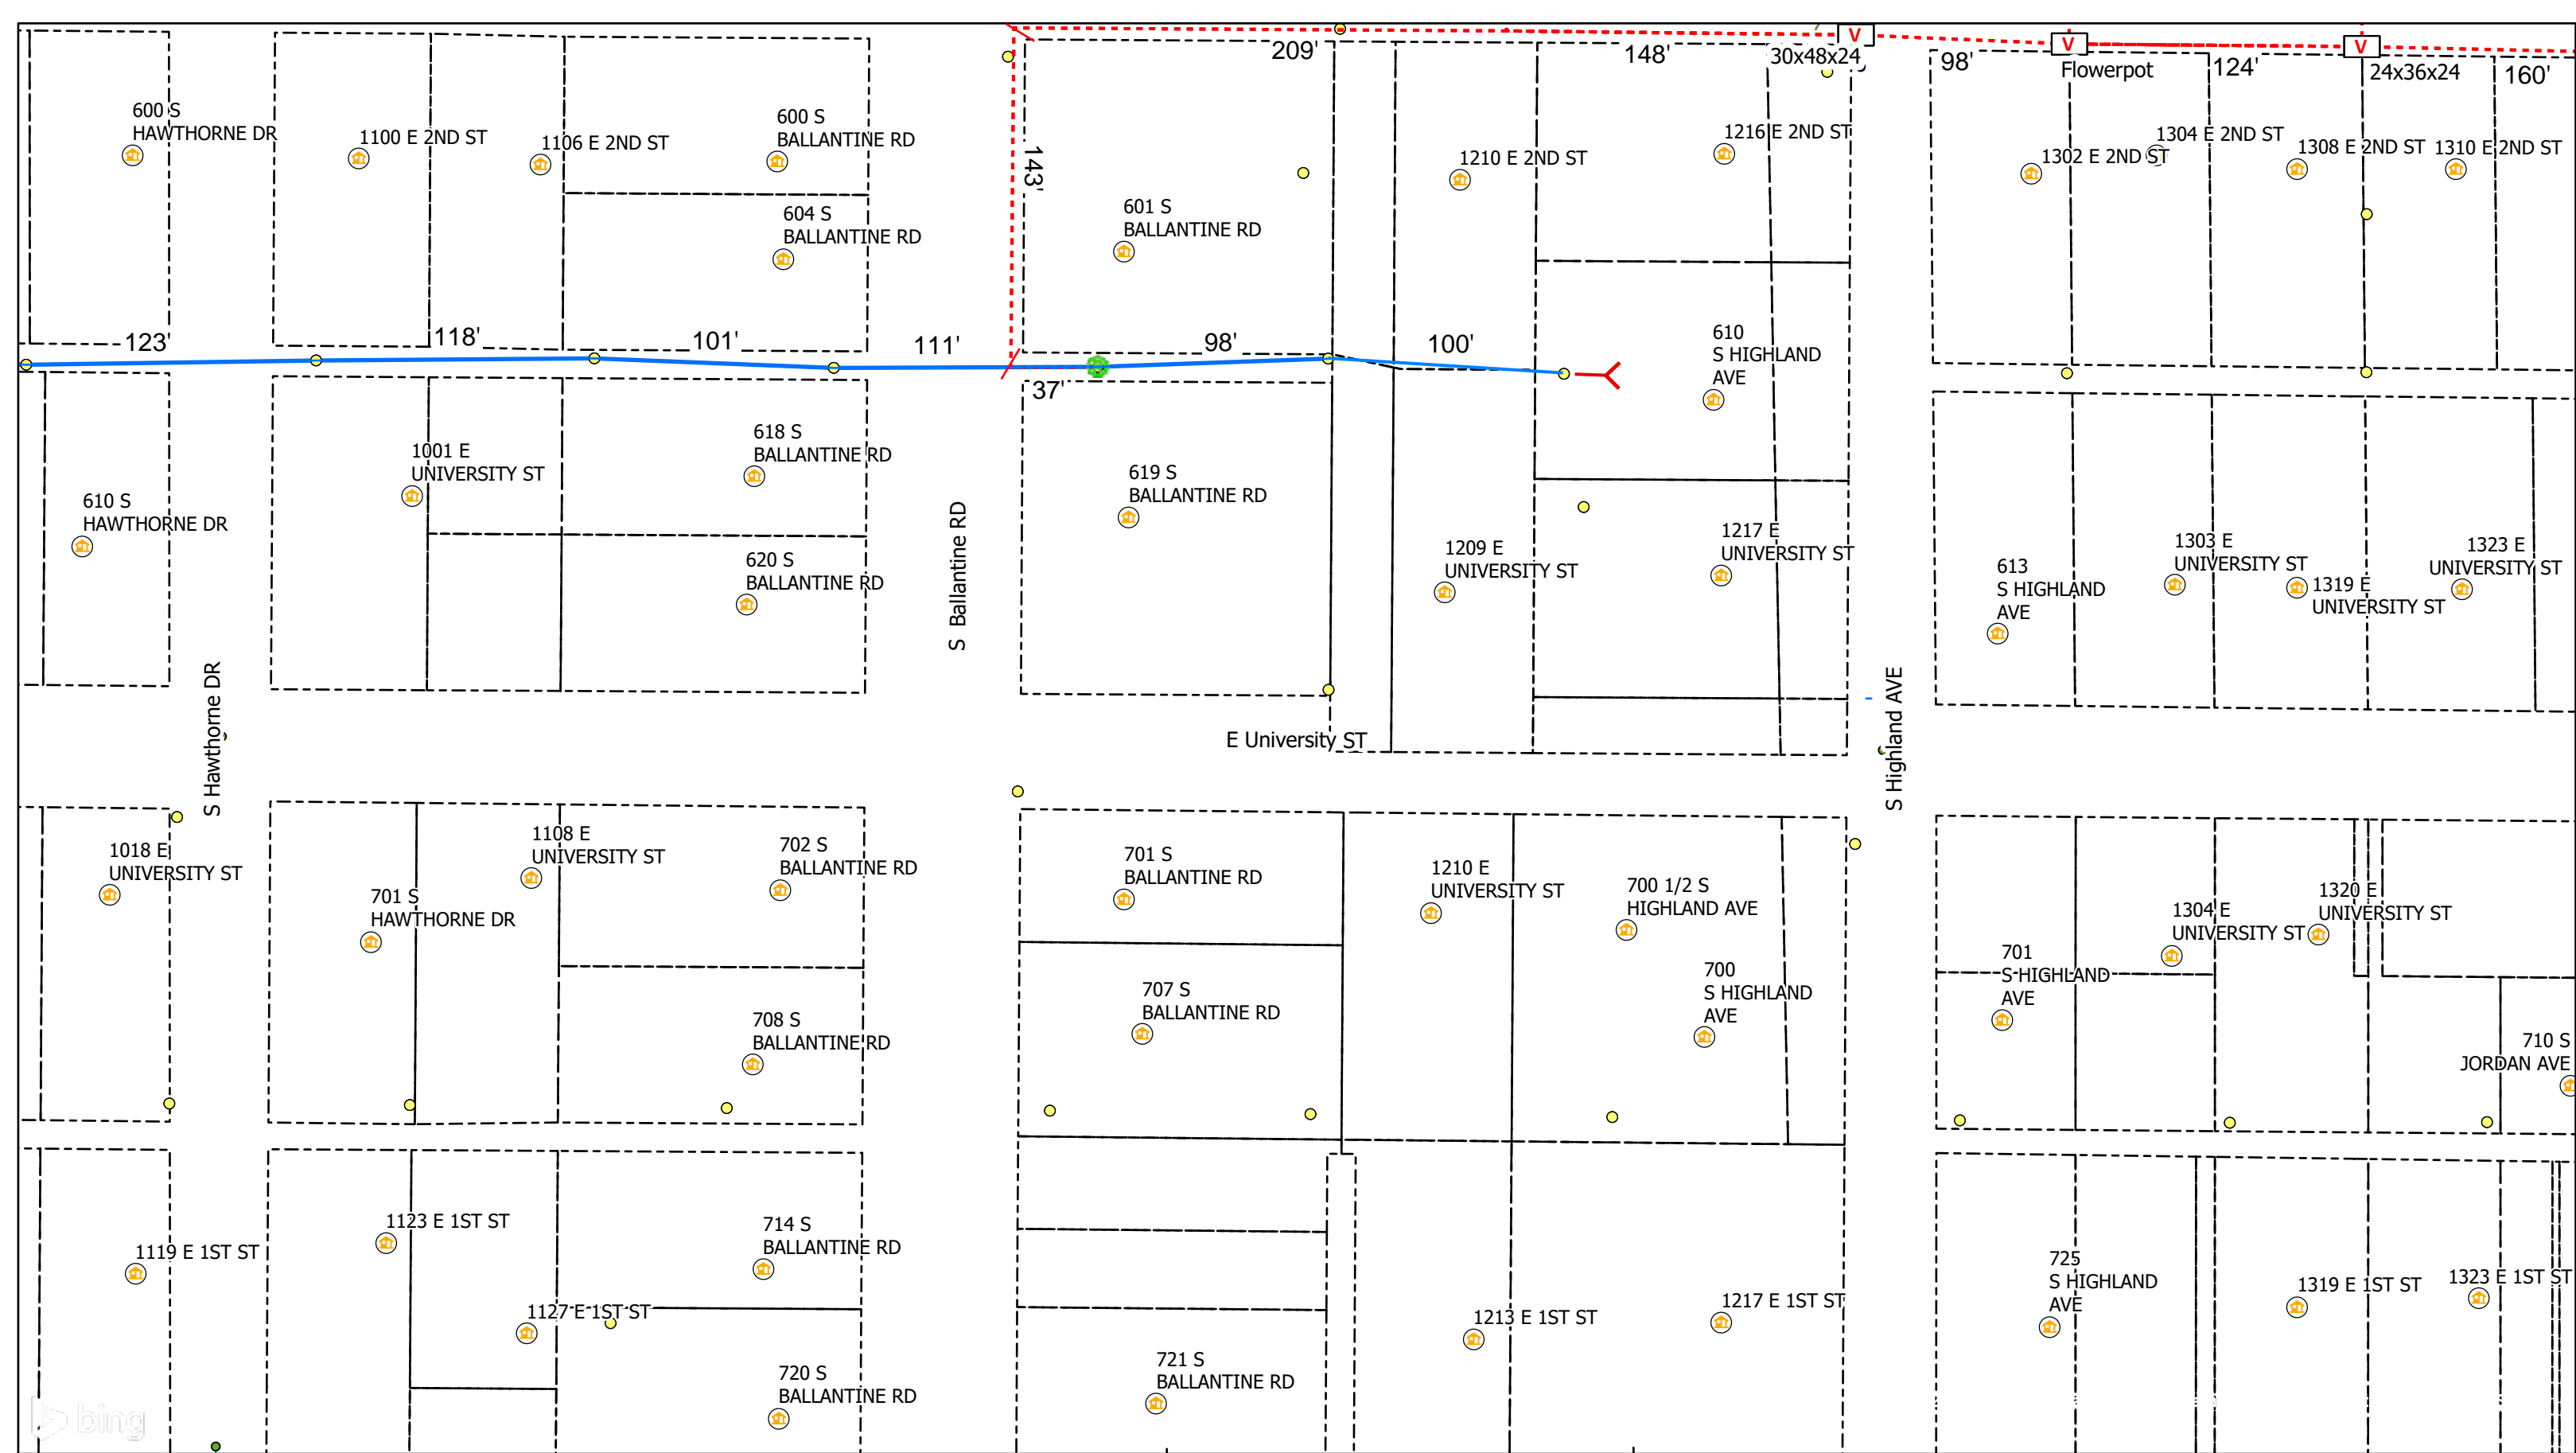 209'
148'
30x48x24
V
98'
V
Flowerpot
124'
V
24x36x24
160'
600 S
HAWTHORNE DR
1100 E 2ND ST
1106 E 2ND ST
600 S
BALLANTINE RD
143'
1210 E 2ND ST
1216 E 2ND ST
1302 E 2ND ST
1304 E 2ND ST
1308 E 2ND ST
1310 E 2ND ST
604 S
BALLANTINE RD
601 S
BALLANTINE RD
123'
118'
101'
111'
98'
100'
37'
610
S HIGHLAND
AVE
610 S
HAWTHORNE DR
1001 E
UNIVERSITY ST
618 S
BALLANTINE RD
620 S
BALLANTINE RD
S Ballantine RD
619 S
BALLANTINE RD
1209 E
UNIVERSITY ST
1217 E
UNIVERSITY ST
613
S HIGHLAND
AVE
1303 E
UNIVERSITY ST
1319 E
UNIVERSITY ST
1323 E
UNIVERSITY ST
S Hawthorne DR
E University ST
S Highland AVE
1018 E
UNIVERSITY ST
701 S
HAWTHORNE DR
1108 E
UNIVERSITY ST
702 S
BALLANTINE RD
708 S
BALLANTINE RD
701 S
BALLANTINE RD
707 S
BALLANTINE RD
1210 E
UNIVERSITY ST
700 1/2 S
HIGHLAND AVE
700
S HIGHLAND
AVE
701
S HIGHLAND
AVE
1304 E
UNIVERSITY ST
1320 E
UNIVERSITY ST
710 S
JORDAN AVE
1119 E 1ST ST
1123 E 1ST ST
1127 E 1ST ST
714 S
BALLANTINE RD
720 S
BALLANTINE RD
721 S
BALLANTINE RD
1213 E 1ST ST
1217 E 1ST ST
725
S HIGHLAND
AVE
1319 E 1ST ST
1323 E 1ST ST
bing